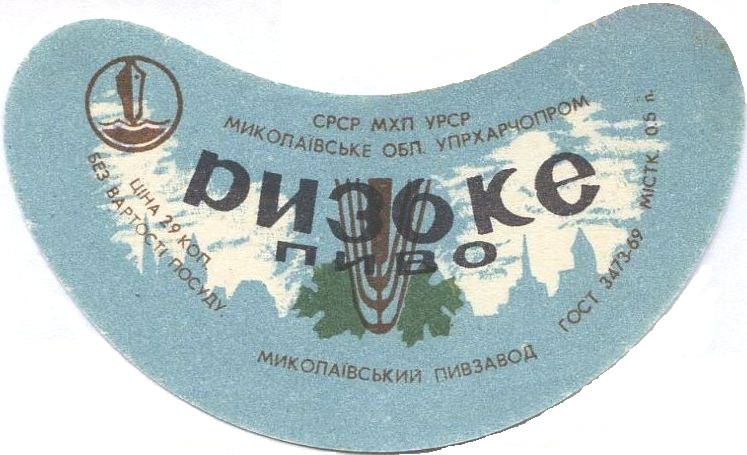 СРСР МХП УРСР
МИКОЛАЇВСЬКЕ ОБЛ. УПРХАРЧОПРОМ
ризьке
ПИВО
ЦІНА 29 КОП.
БЕЗ ВАРТОСТІ ПОСУДУ.
ГОСТ 3473-69 МІСТК. 0,5 л.
МИКОЛАЇВСЬКИЙ ПИВЗАВОД